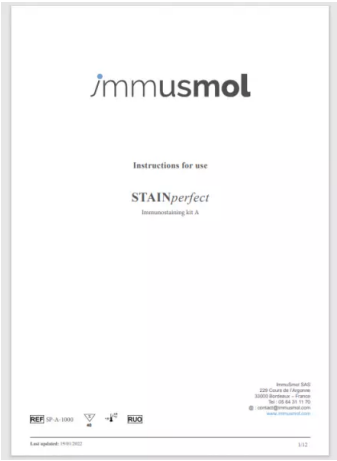 immusmol
Instructions for use
STAINperfect
Immunostaining kit A
ImmuSmol SAS
229 Cours de l'Argonne
33000 Bordeaux – France
@ : contact@immusmol.com
www.immusmol.com
REF SP-A-1000
RUO
Last updated: 19/01/2022
1/12